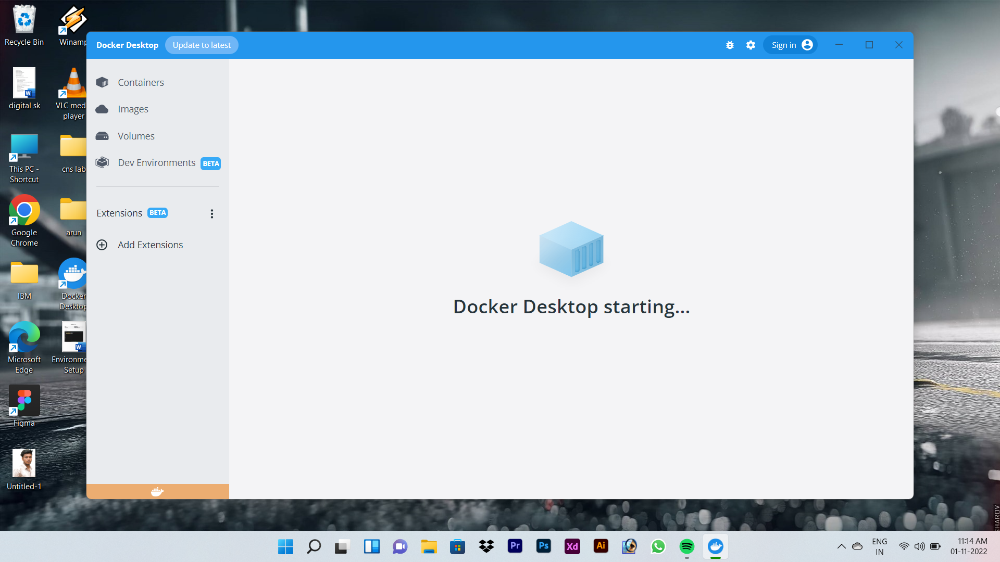 Recycle Bin
Winamp
digital sk
VLC med
player
This PC -
Shortcut
cns lab
Google
Chrome
arun
IBM
Docker
Desktop
Microsoft
Edge
Environme
Setup
Figma
Untitled-1
Docker Desktop
Update to latest
Sign in
Containers
Images
Volumes
Dev Environments BETA
Extensions BETA
Add Extensions
Docker Desktop starting...
Pr
Ps
Xd
Ai
ENG
IN
11:14 AM
01-11-2022